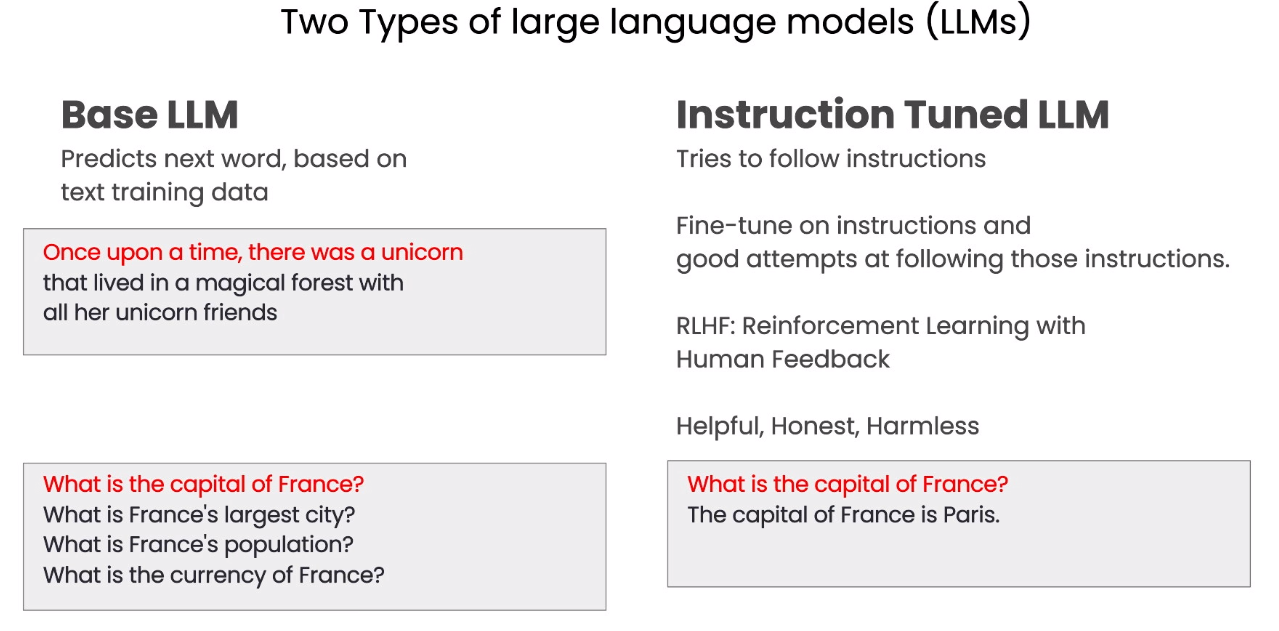 Two Types of large language models (LLMs)
Base LLM
Predicts next word, based on
text training data
Once upon a time, there was a unicorn
that lived in a magical forest with
all her unicorn friends
What is the capital of France?
What is France's largest city?
What is France's population?
What is the currency of France?
Instruction Tuned LLM
Tries to follow instructions
Fine-tune on instructions and
good attempts at following those instructions.
RLHF: Reinforcement Learning with
Human Feedback
Helpful, Honest, Harmless
What is the capital of France?
The capital of France is Paris.